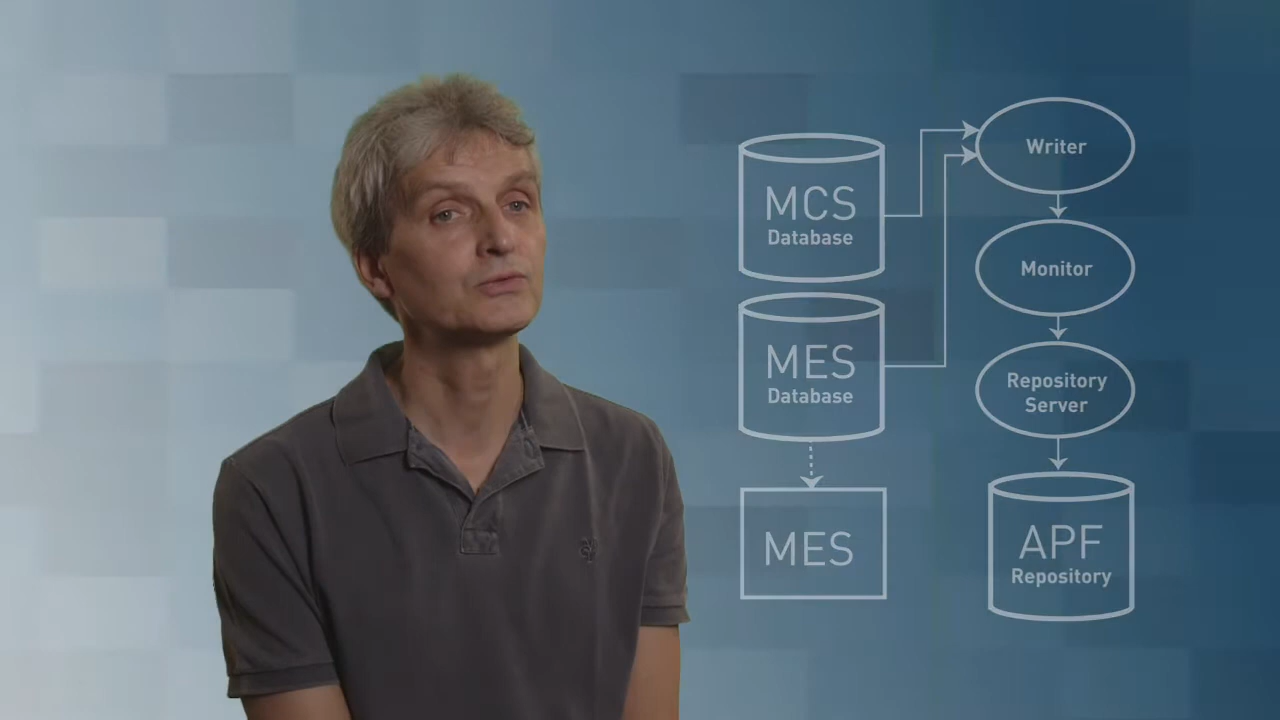 MCS
Database
MES
Database
MES
Writer
Monitor
Repository
Server
APF
Repository